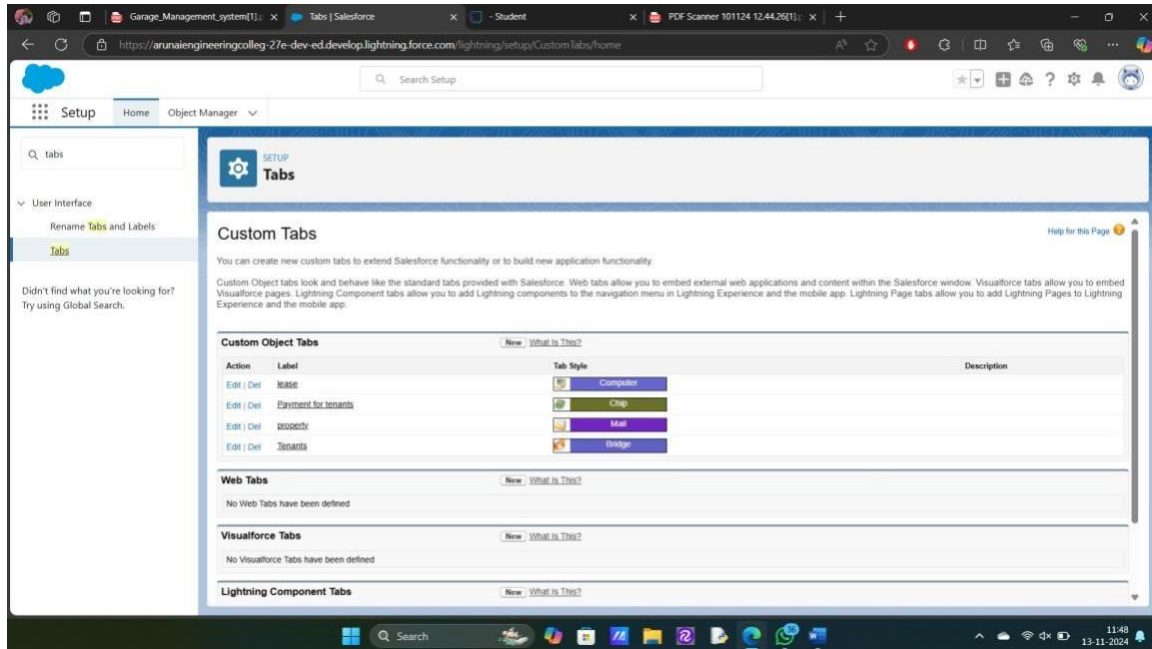 Garage_Management_system[1].p
Tabs | Salesforce
- Student
PDF Scanner 101124 12.44.26[1].p
https://arunaiengineeringcolleg-27e-dev-ed.develop.lightning.force.com/lightning/setup/CustomTabs/home
Search Setup
Setup
Home
Object Manager
tabs
User Interface
Rename Tabs and Labels
Tabs
Didn't find what you're looking for?
Try using Global Search.
SETUP
Tabs
Custom Tabs
Help for this Page
You can create new custom tabs to extend Salesforce functionality or to build new application functionality.
Custom Object tabs look and behave like the standard tabs provided with Salesforce. Web tabs allow you to embed external web applications and content within the Salesforce window. Visualforce tabs allow you to embed
Visualforce pages. Lightning Component tabs allow you to add Lightning components to the navigation menu in Lightning Experience and the mobile app. Lightning Page tabs allow you to add Lightning Pages to Lightning
Experience and the mobile app.
Custom Object Tabs New What Is This?
Action Label Tab Style Description
Edit | Del lease Computer
Edit | Del Payment for tenants Chip
Edit | Del property Mail
Edit | Del Tenants Bridge
Web Tabs New What Is This?
No Web Tabs have been defined
Visualforce Tabs New What Is This?
No Visualforce Tabs have been defined
Lightning Component Tabs New What Is This?
Search
36
11:48
13-11-2024